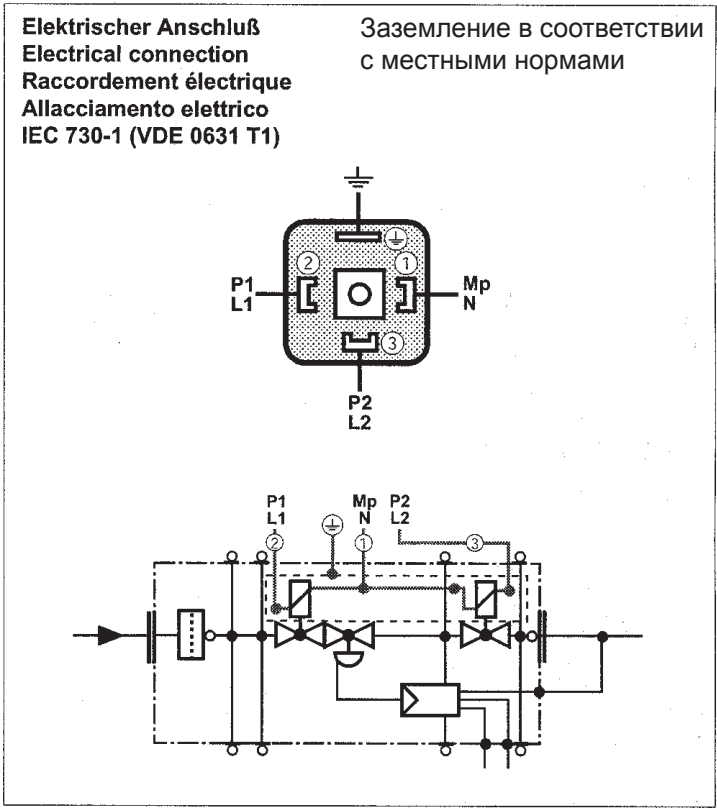 Elektrischer Anschluß
Electrical connection
Raccordement électrique
Allacciamento elettrico
IEC 730-1 (VDE 0631 T1)
Заземление в соответствии
с местными нормами
2
1
P1
L1
Mp
N
3
P2
L2
P1
L1
Mp
N
P2
L2
2
1
3